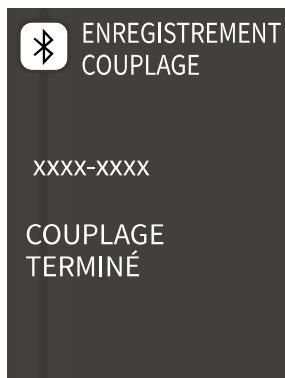 ENREGISTREMENT
COUPLAGE
xxxx-xxxx
COUPLAGE
TERMINÉ